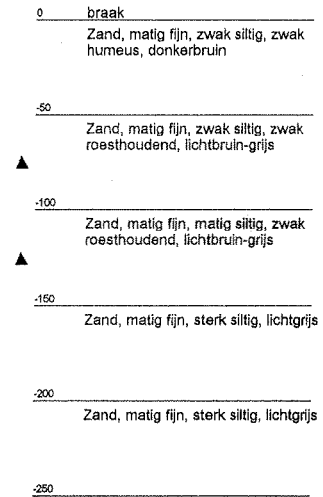 0 braak
Zand, matig fijn, zwak siltig, zwak
humeus, donkerbruin
-50
Zand, matig fijn, zwak siltig, zwak
roesthoudend, lichtbruin-grijs
-100
Zand, matig fijn, matig siltig, zwak
roesthoudend, lichtbruin-grijs
-150
Zand, matig fijn, sterk siltig, lichtgrijs
-200
Zand, matig fijn, sterk siltig, lichtgrijs
-250